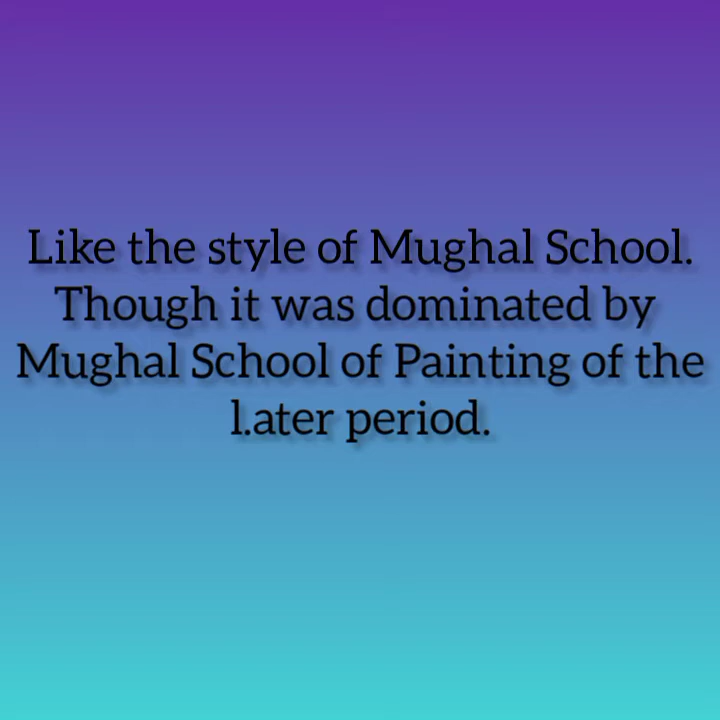 Like the style of Mughal School.
Though it was dominated by
Mughal School of Painting of the
l.ater period.